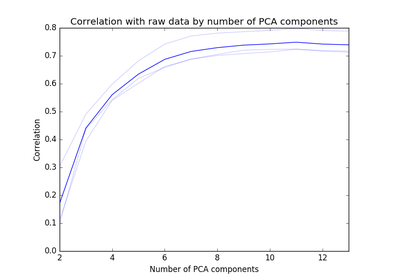 Correlation with raw data by number of PCA components
0.8
0.7
0.6
0.5
0.4
0.3
0.2
0.1
0.0
Correlation
2 4 6 8 10 12
Number of PCA components